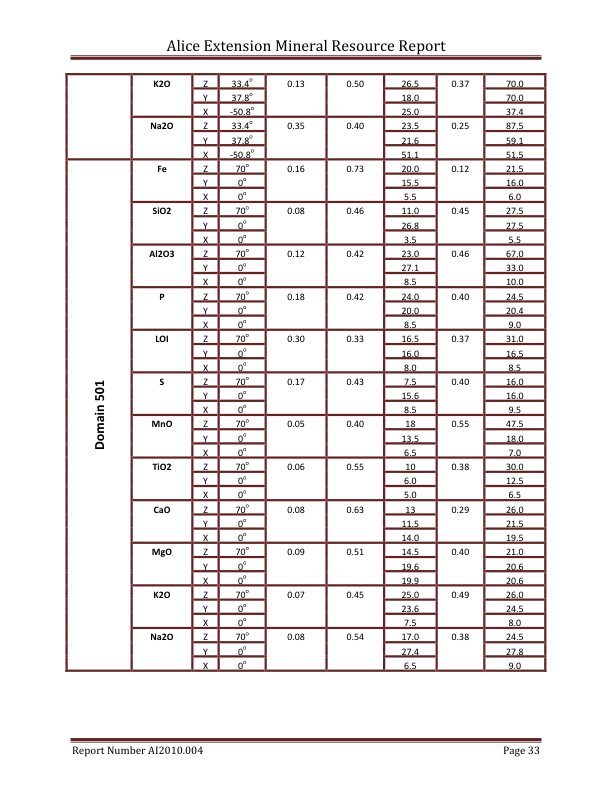 Alice Extension Mineral Resource Report
K2O Z 33.4° 0.13 0.50 26.5 0.37 70.0
Y 37.8° 18.0 70.0
X -50.8° 25.0 37.4
Na2O Z 33.4° 0.35 0.40 23.5 0.25 87.5
Y 37.8° 21.6 59.1
X -50.8° 51.1 51.5
Domain 501
Fe Z 70° 0.16 0.73 20.0 0.12 21.5
Y 0° 15.5 16.0
X 0° 5.5 6.0
SiO2 Z 70° 0.08 0.46 11.0 0.45 27.5
Y 0° 26.8 27.5
X 0° 3.5 5.5
Al2O3 Z 70° 0.12 0.42 23.0 0.46 67.0
Y 0° 27.1 33.0
X 0° 8.5 10.0
P Z 70° 0.18 0.42 24.0 0.40 24.5
Y 0° 20.0 20.4
X 0° 8.5 9.0
LOI Z 70° 0.30 0.33 16.5 0.37 31.0
Y 0° 16.0 16.5
X 0° 8.0 8.5
S Z 70° 0.17 0.43 7.5 0.40 16.0
Y 0° 15.6 16.0
X 0° 8.5 9.5
MnO Z 70° 0.05 0.40 18 0.55 47.5
Y 0° 13.5 18.0
X 0° 6.5 7.0
TiO2 Z 70° 0.06 0.55 10 0.38 30.0
Y 0° 6.0 12.5
X 0° 5.0 6.5
CaO Z 70° 0.08 0.63 13 0.29 26.0
Y 0° 11.5 21.5
X 0° 14.0 19.5
MgO Z 70° 0.09 0.51 14.5 0.40 21.0
Y 0° 19.6 20.6
X 0° 19.9 20.6
K2O Z 70° 0.07 0.45 25.0 0.49 26.0
Y 0° 23.6 24.5
X 0° 7.5 8.0
Na2O Z 70° 0.08 0.54 17.0 0.38 24.5
Y 0° 27.4 27.8
X 0° 6.5 9.0
Report Number AI2010.004 Page 33